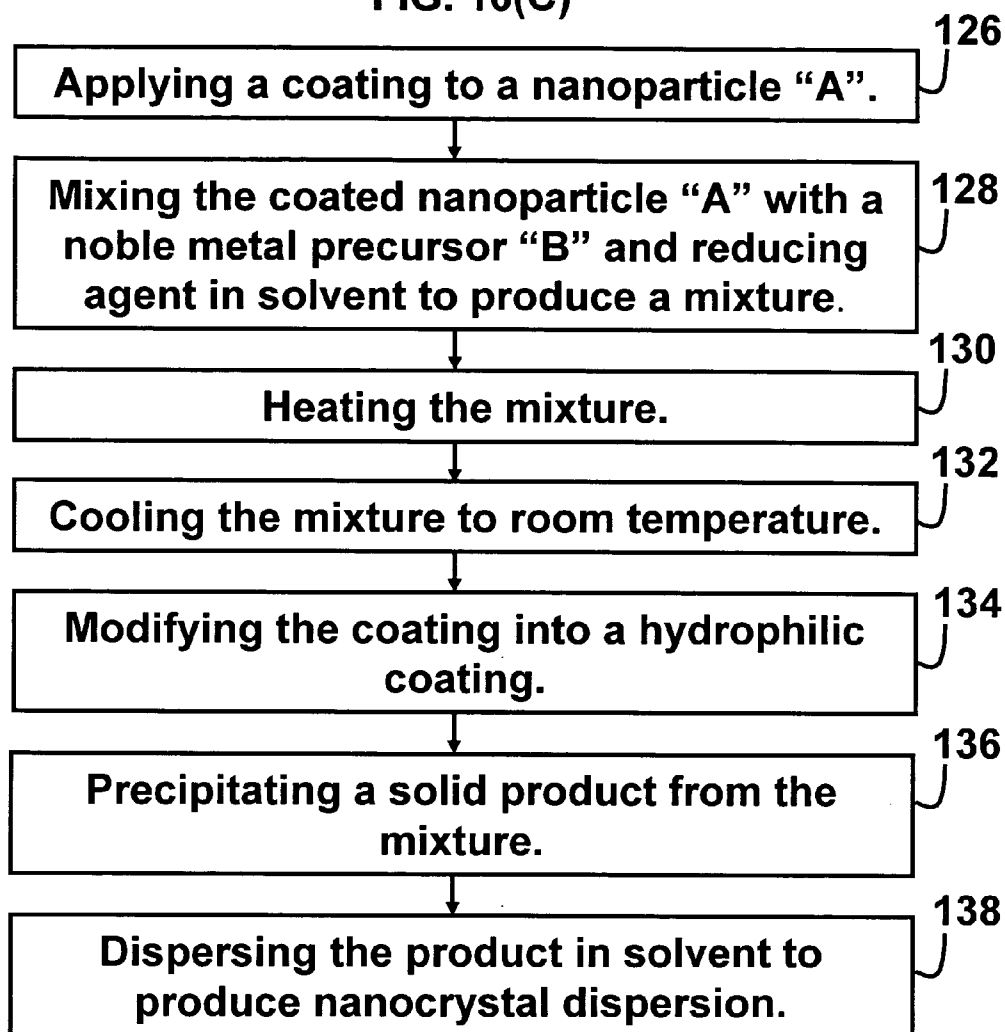 FIG. 10(C)
126
Applying a coating to a nanoparticle “A”.
128
Mixing the coated nanoparticle “A” with a
noble metal precursor “B” and reducing
agent in solvent to produce a mixture.
130
Heating the mixture.
132
Cooling the mixture to room temperature.
134
Modifying the coating into a hydrophilic
coating.
136
Precipitating a solid product from the
mixture.
138
Dispersing the product in solvent to
produce nanocrystal dispersion.